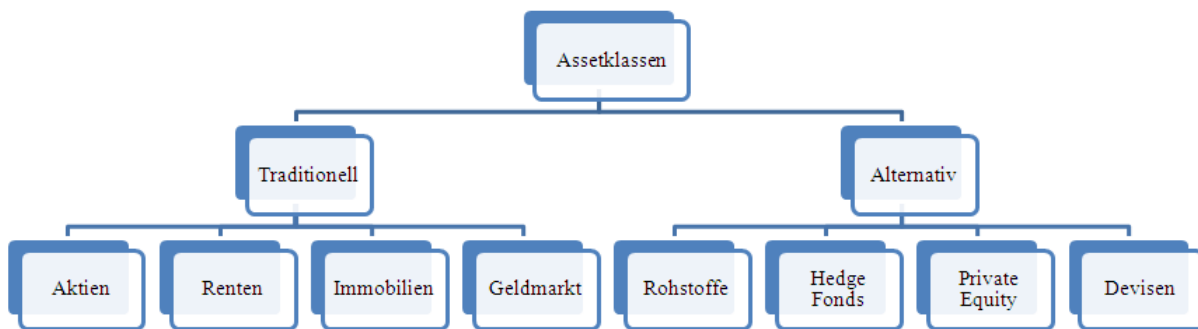 Assetklassen
Traditionell
Alternativ
Aktien
Renten
Immobilien
Geldmarkt
Rohstoffe
Hedge
Fonds
Private
Equity
Devisen